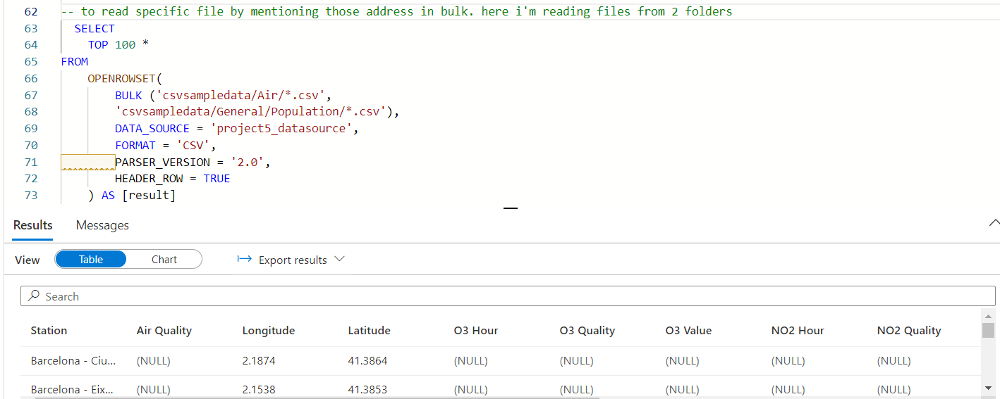 62 -- to read specific file by mentioning those address in bulk. here i'm reading files from 2 folders
63 SELECT
64 TOP 100 *
65 FROM
66 OPENROWSET(
67 BULK ('csvsampledata/Air/*.csv',
68 'csvsampledata/General/Population/*.csv'),
69 DATA_SOURCE = 'project5_datasource',
70 FORMAT = 'CSV',
71 PARSER_VERSION = '2.0',
72 HEADER_ROW = TRUE
73 ) AS [result]
Results Messages
View Table Chart Export results
Search
Station Air Quality Longitude Latitude O3 Hour O3 Quality O3 Value NO2 Hour NO2 Quality
Barcelona - Ciu... (NULL) 2.1874 41.3864 (NULL) (NULL) (NULL) (NULL) (NULL)
Barcelona - Eix... (NULL) 2.1538 41.3853 (NULL) (NULL) (NULL) (NULL) (NULL)